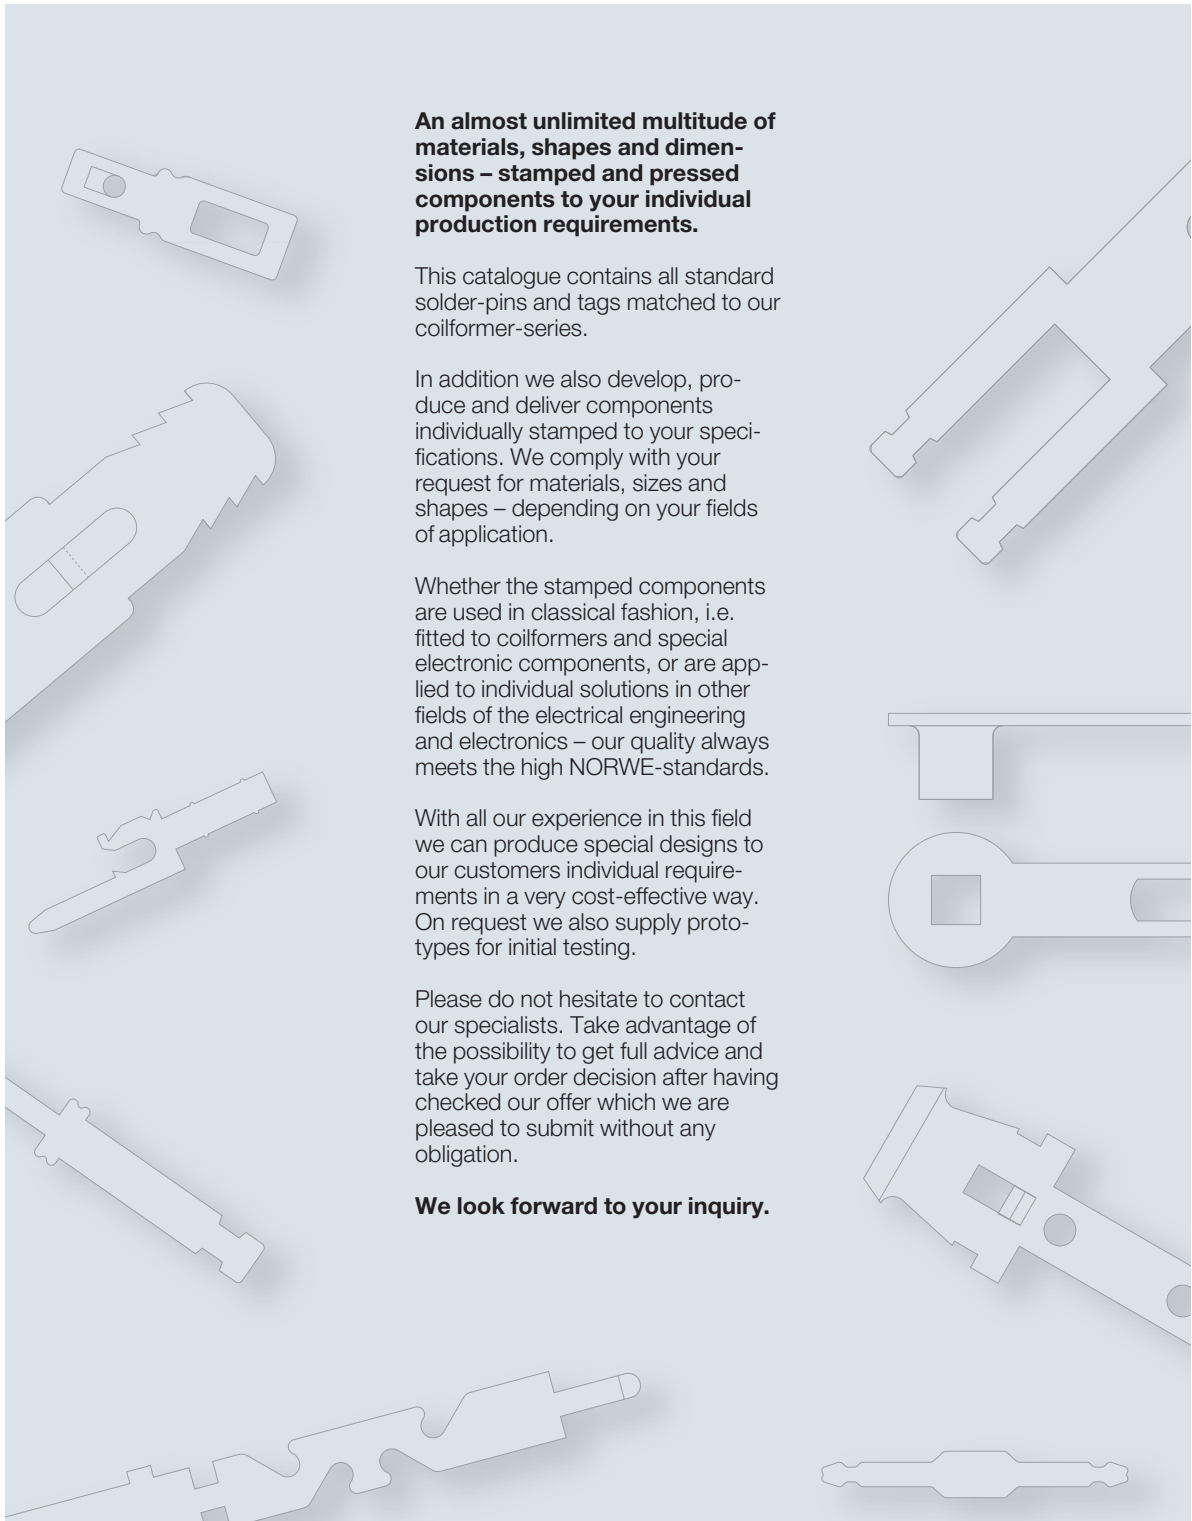 An almost unlimited multitude of
materials, shapes and dimen-
sions – stamped and pressed
components to your individual
production requirements.
This catalogue contains all standard
solder-pins and tags matched to our
coilformer-series.
In addition we also develop, pro-
duce and deliver components
individually stamped to your speci-
fications. We comply with your
request for materials, sizes and
shapes – depending on your fields
of application.
Whether the stamped components
are used in classical fashion, i.e.
fitted to coilformers and special
electronic components, or are app-
lied to individual solutions in other
fields of the electrical engineering
and electronics – our quality always
meets the high NORWE-standards.
With all our experience in this field
we can produce special designs to
our customers individual require-
ments in a very cost-effective way.
On request we also supply proto-
types for initial testing.
Please do not hesitate to contact
our specialists. Take advantage of
the possibility to get full advice and
take your order decision after having
checked our offer which we are
pleased to submit without any
obligation.
We look forward to your inquiry.